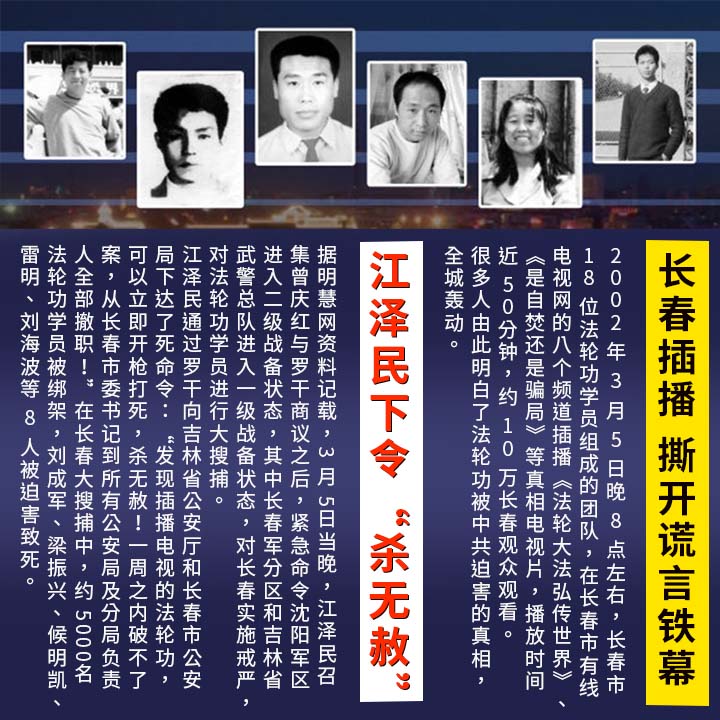 长春插播 撕开谎言铁幕
2002 年 3 月 5 日晚 8 点左右，长春市
18 位法轮功学员组成的团队，在长春市有线
电视网的八个频道插播《法轮大法弘传世界》、
《是自焚还是骗局》等真相电视片，播放时间
近 50分钟，约 10 万长春观众观看。
很多人由此明白了法轮功被中共迫害的真相，
全城轰动。
江泽民下令“杀无赦”
据明慧网资料记载，3 月 5日当晚，江泽民召
集曾庆红与罗干商议之后，紧急命令沈阳军区
进入二级战备状态，其中长春军分区和吉林省
武警总队进入一级战备状态，对长春实施戒严，
对法轮功学员进行大搜捕。
江泽民通过罗干向吉林省公安厅和长春市公安
局下达了死命令：“发现插播电视的法轮功，
可以立即开枪打死，杀无赦！一周之内破不了
案，从长春市委书记到所有公安局及分局负责
人全部撤职！”在长春大搜捕中，约 5000名
法轮功学员被绑架，刘成军、梁振兴、候明凯、
雷明、刘海波等 8 人被迫害致死。